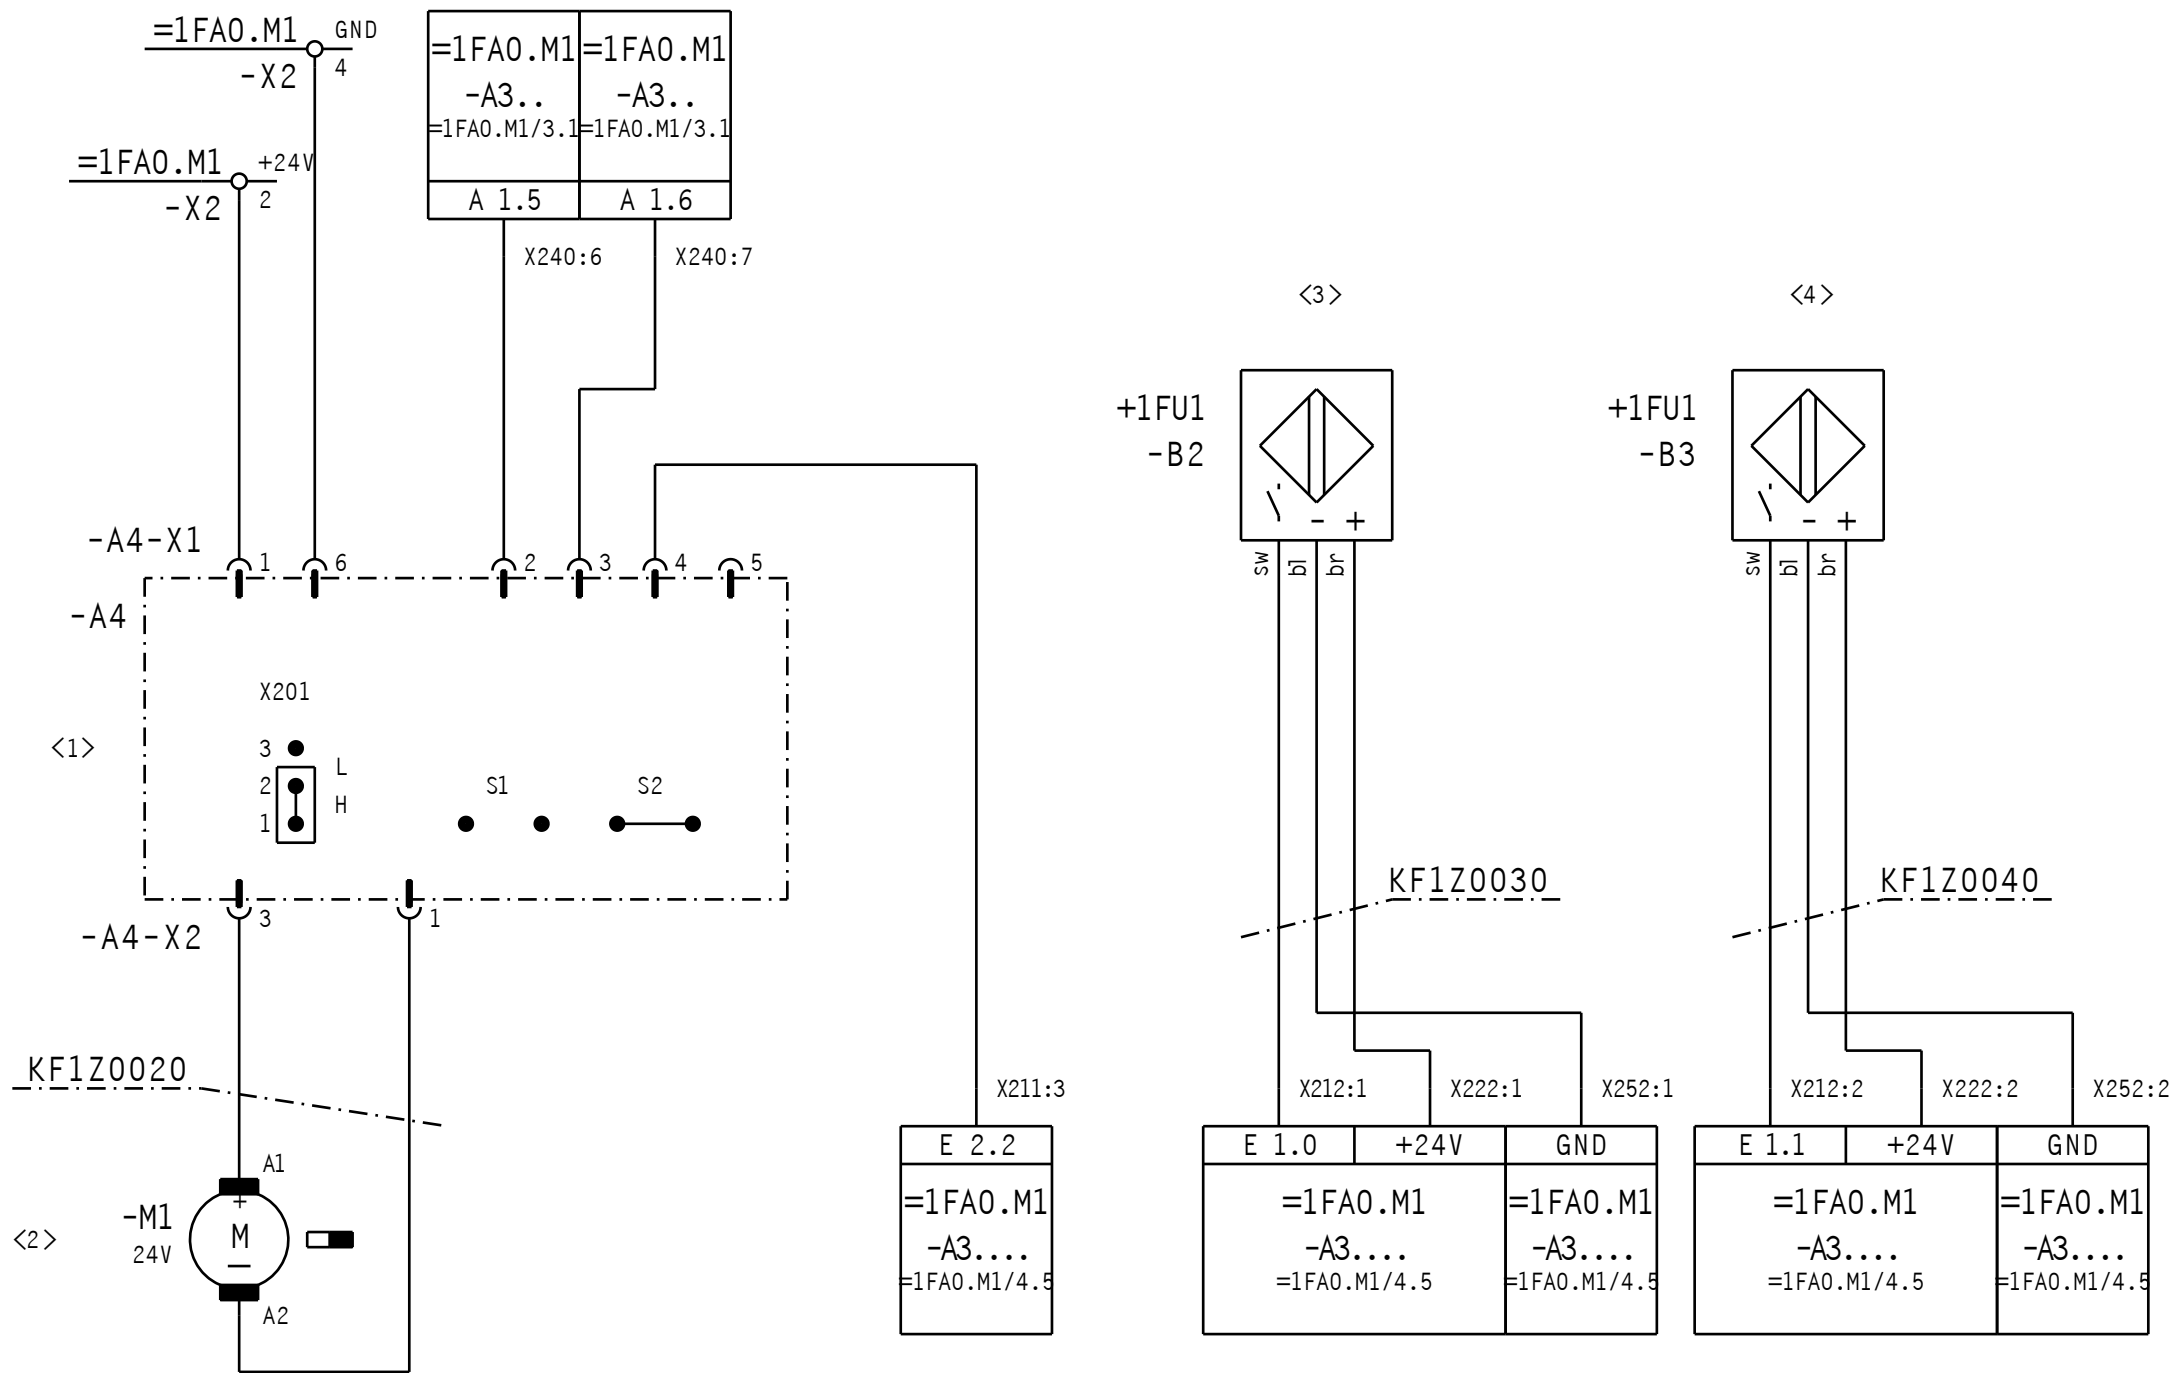 =1FA0.M1 GND
-X2 4
=1FA0.M1 +24V
-X2 2
=1FA0.M1 =1FA0.M1
-A3.. -A3..
=1FA0.M1/3.1 =1FA0.M1/3.1
A 1.5 A 1.6
X240:6 X240:7
<3> <4>
+1FU1 +1FU1
-B2 -B3
- + - +
sw bl br sw bl br
-A4-X1 1 6 2 3 4 5
-A4
X201
<1> 3
L
2 S1 S2
H
1
KF1Z0030 KF1Z0040
3 1
-A4-X2
KF1Z0020
X211:3 X212:1 X222:1 X252:1 X212:2 X222:2 X252:2
E 2.2 E 1.0 +24V GND E 1.1 +24V GND
A1
+
-M1 =1FA0.M1 =1FA0.M1 =1FA0.M1 =1FA0.M1 =1FA0.M1
<2> M -A3.... -A3.... -A3.... -A3.... -A3....
24V =1FA0.M1/4.5 =1FA0.M1/4.5 =1FA0.M1/4.5 =1FA0.M1/4.5 =1FA0.M1/4.5
A2